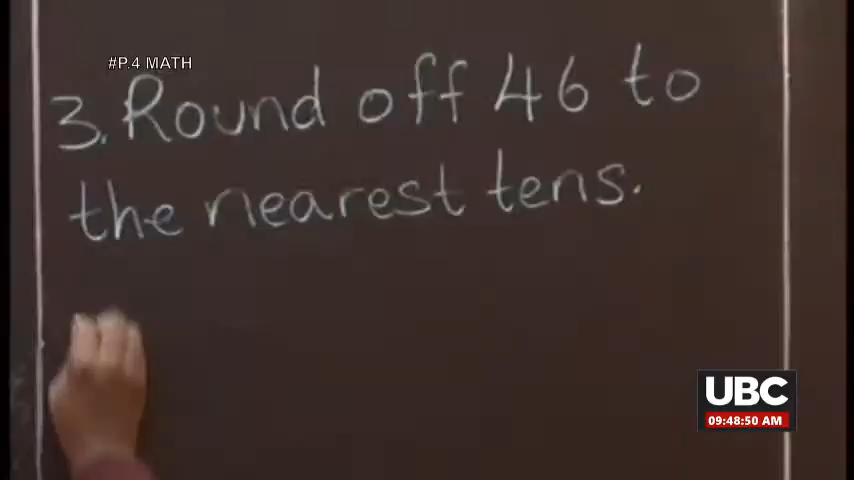 #P.4 MATH
3. Round off 46 to
the nearest tens.
UBC
09:48:50 AM